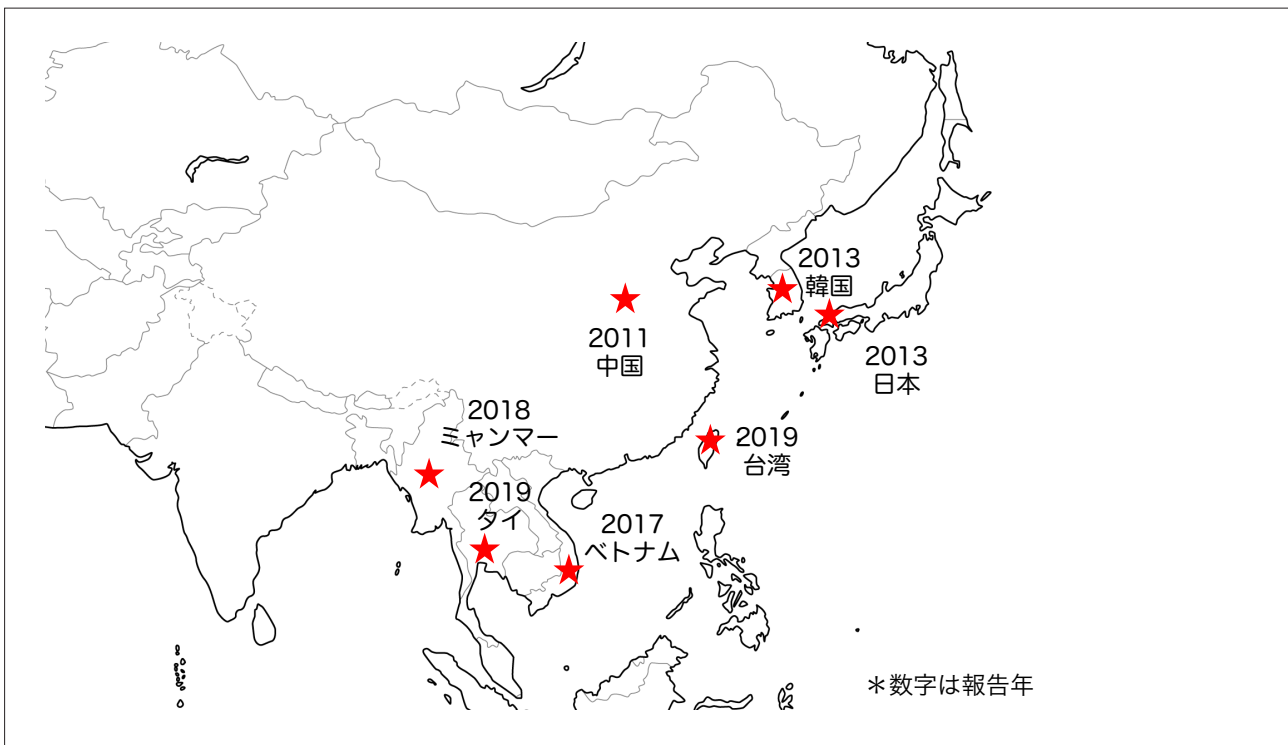 2013
韓国
2011
中国
2013
日本
2018
ミャンマー
2019
台湾
2019
タイ
2017
ベトナム
＊数字は報告年